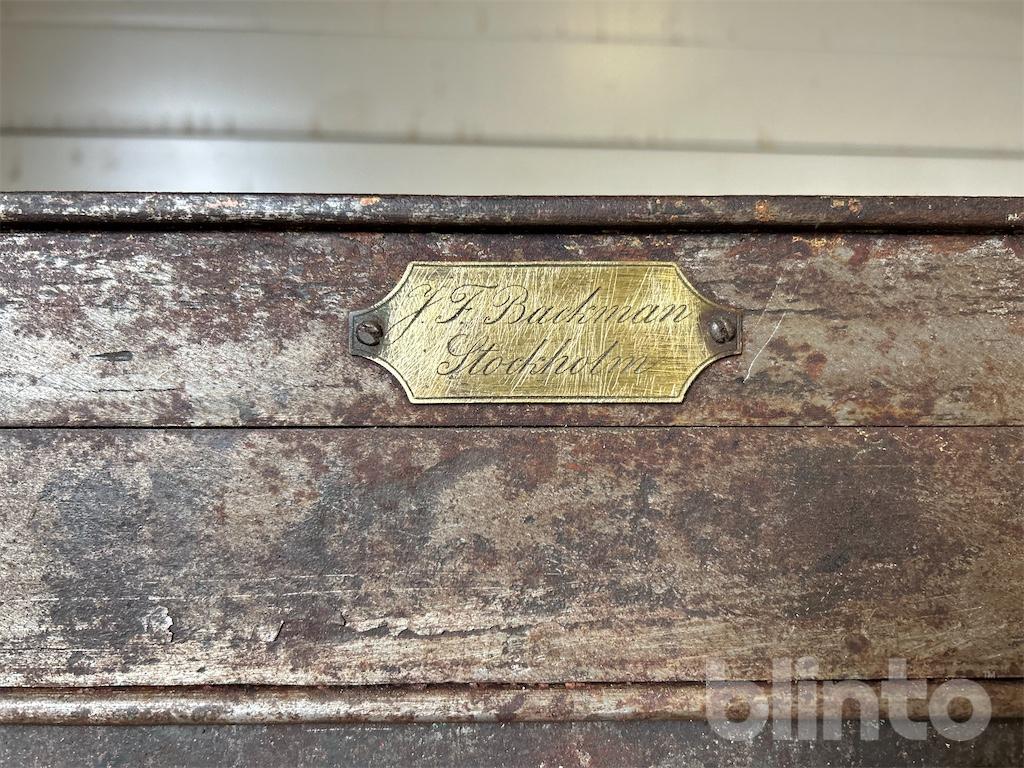 J. F. Backman
Stockholm
blinto